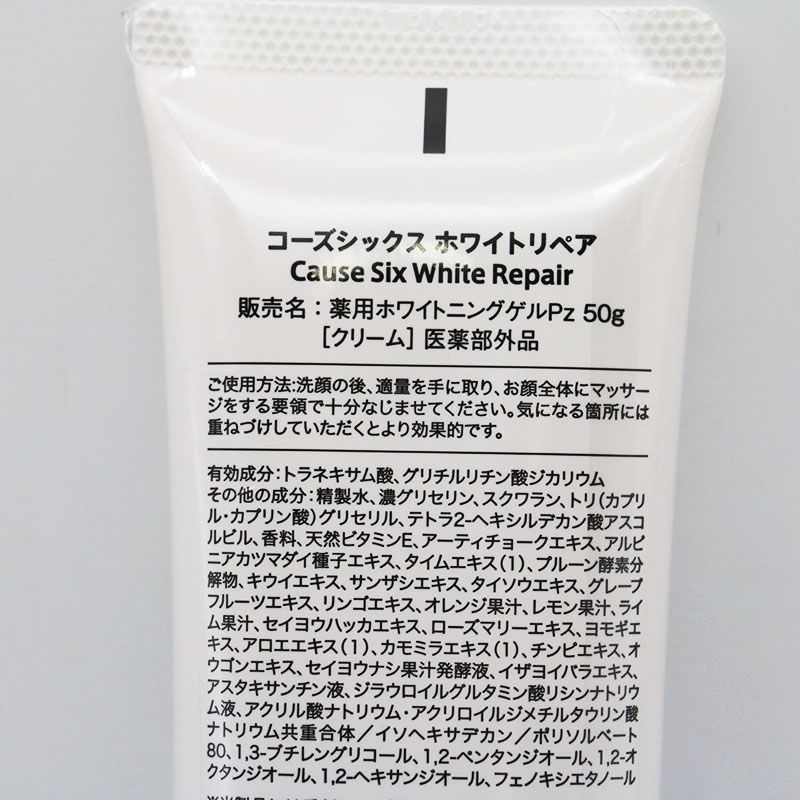 コーズシックス ホワイトリペア
Cause Six White Repair
販売名：薬用ホワイトニングゲルPz 50g
［クリーム］医薬部外品
ご使用方法:洗顔の後、適量を手に取り、お顔全体にマッサー
ジをする要領で十分なじませてください。気になる箇所には
重ねづけしていただくとより効果的です。
有効成分：トラネキサム酸、グリチルリチン酸ジカリウム
その他の成分：精製水、濃グリセリン、スクワラン、トリ（カプリ
ル・カプリン酸）グリセリル、テトラ2-ヘキシルデカン酸アスコ
ルビル、香料、天然ビタミンE、アーティチョークエキス、アルピ
ニアカツマダイ種子エキス、タイムエキス（1）、プルーン酵素分
解物、キウイエキス、サンザシエキス、タイソウエキス、グレープ
フルーツエキス、リンゴエキス、オレンジ果汁、レモン果汁、ライ
ム果汁、セイヨウハッカエキス、ローズマリーエキス、ヨモギエ
キス、アロエエキス（1）、カモミラエキス（1）、チンピエキス、オ
ウゴンエキス、セイヨウナシ果汁発酵液、イザヨイバラエキス、
アスタキサンチン液、ジラウロイルグルタミン酸リシンナトリウ
ム液、アクリル酸ナトリウム・アクリロイルジメチルタウリン酸
ナトリウム共重合体／イソヘキサデカン／ポリソルベート
80、1,3-ブチレングリコール、1,2-ペンタンジオール、1,2-オ
クタンジオール、1,2-ヘキサンジオール、フェノキシエタノール